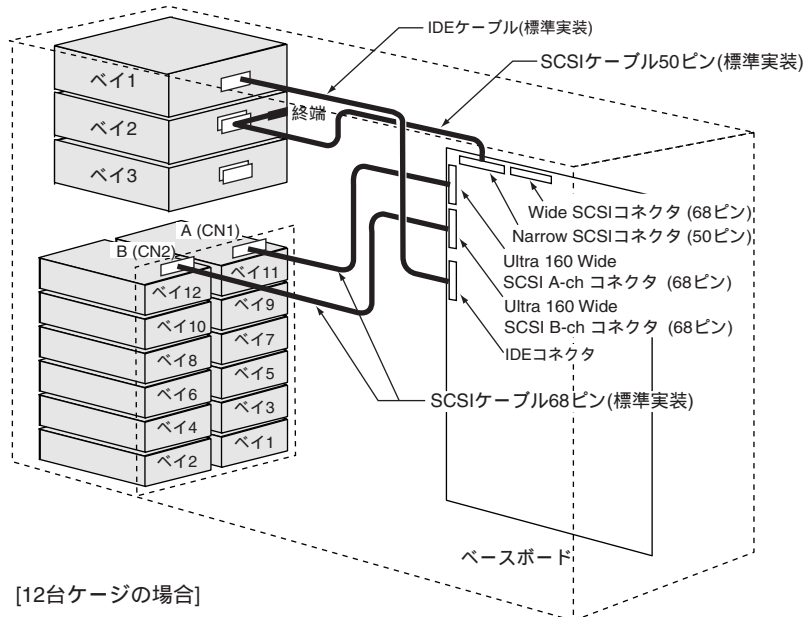 IDEケーブル(標準実装)
SCSIケーブル50ピン(標準実装)
ベイ1
ベイ2
終端
ベイ3
Wide SCSIコネクタ (68ピン)
Narrow SCSIコネクタ (50ピン)
Ultra 160 Wide
SCSI A-ch コネクタ (68ピン)
Ultra 160 Wide
SCSI B-ch コネクタ (68ピン)
IDEコネクタ
A (CN1)
B (CN2)
ベイ11
ベイ12
ベイ9
ベイ10
ベイ7
ベイ8
ベイ5
ベイ6
ベイ3
ベイ4
ベイ1
ベイ2
SCSIケーブル68ピン(標準実装)
ベースボード
[12台ケージの場合]